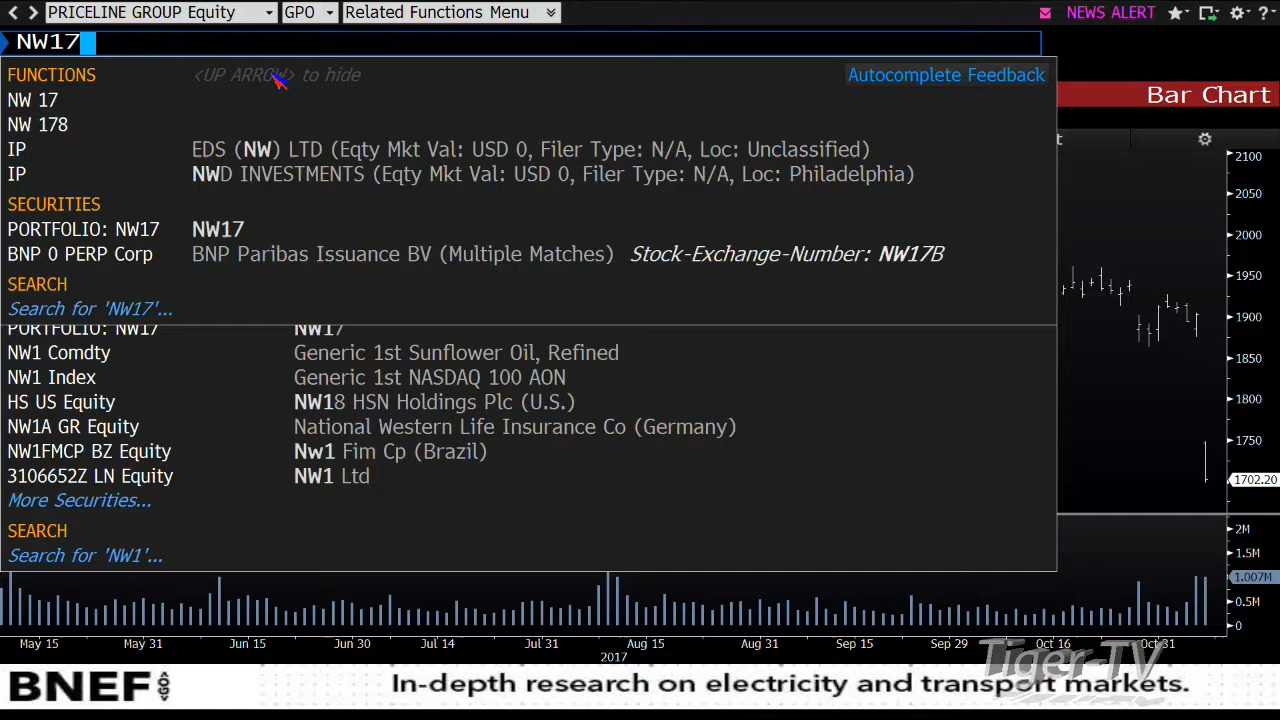 PRICELINE GROUP Equity GPO Related Functions Menu NEWS ALERT ?
NW17
FUNCTIONS <UP ARROW> to hide Autocomplete Feedback
NW 17
NW 178
IP EDS (NW) LTD (Eqty Mkt Val: USD 0, Filer Type: N/A, Loc: Unclassified)
IP NWD INVESTMENTS (Eqty Mkt Val: USD 0, Filer Type: N/A, Loc: Philadelphia)
SECURITIES
PORTFOLIO: NW17 NW17
BNP 0 PERP Corp BNP Paribas Issuance BV (Multiple Matches) Stock-Exchange-Number: NW17B
SEARCH
Search for 'NW17'...
PORTFOLIO: NW17 NW17
NW1 Comdty Generic 1st Sunflower Oil, Refined
NW1 Index Generic 1st NASDAQ 100 AON
HS US Equity NW18 HSN Holdings Plc (U.S.)
NW1A GR Equity National Western Life Insurance Co (Germany)
NW1FMCP BZ Equity Nw1 Fim Cp (Brazil)
3106652Z LN Equity NW1 Ltd
More Securities...
SEARCH
Search for 'NW1'...
Bar Chart
t
2100
2050
2000
1950
1900
1850
1800
1750
1702.20
2M
1.5M
1.007M
0.5M
0
May 15 May 31 Jun 15 Jun 30 Jul 14 Jul 31 Aug 15 Aug 31 Sep 15 Sep 29 Oct 16 Oct 31
2017
Tiger-TV
BNEF <GO> In-depth research on electricity and transport markets.